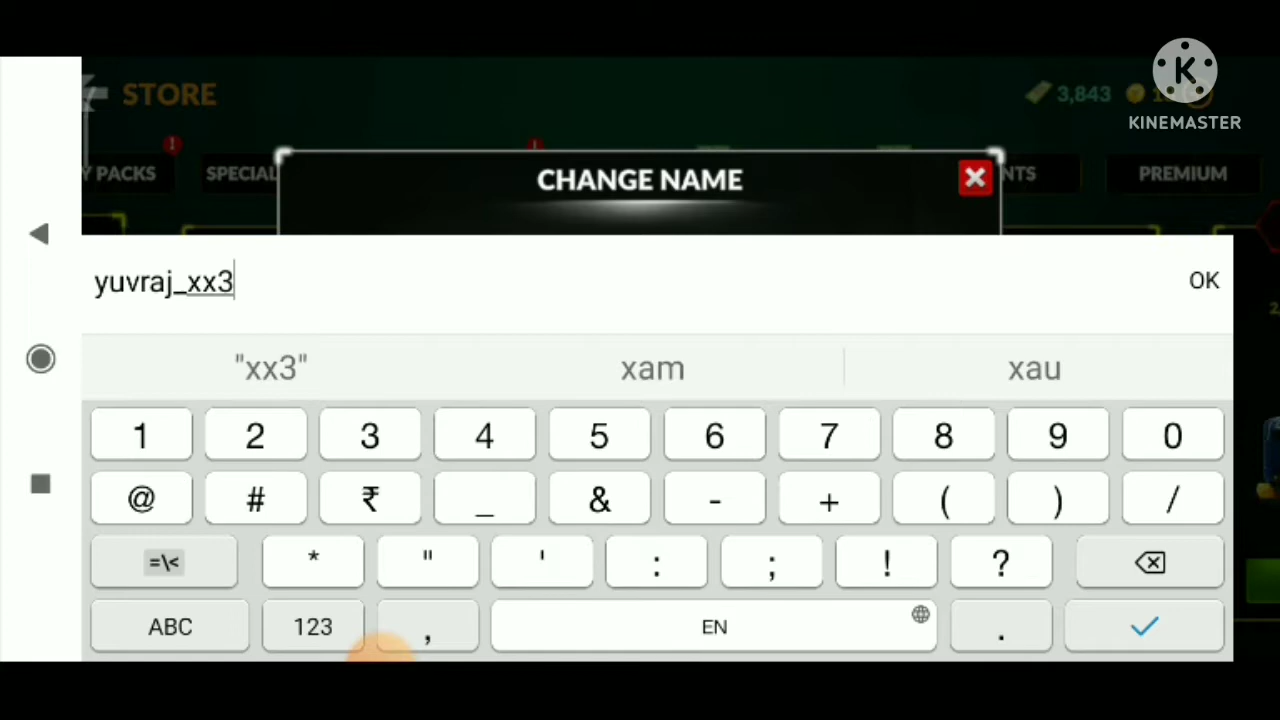 STORE
3,843
KINEMASTER
PACKS
SPECIAL
PREMIUM
CHANGE NAME
yuvraj_xx3
OK
"xx3" xam xau
1 2 3 4 5 6 7 8 9 0
@ # ₹ _ & - + ( ) /
=\< * " ' : ; ! ?
ABC 123 , EN .